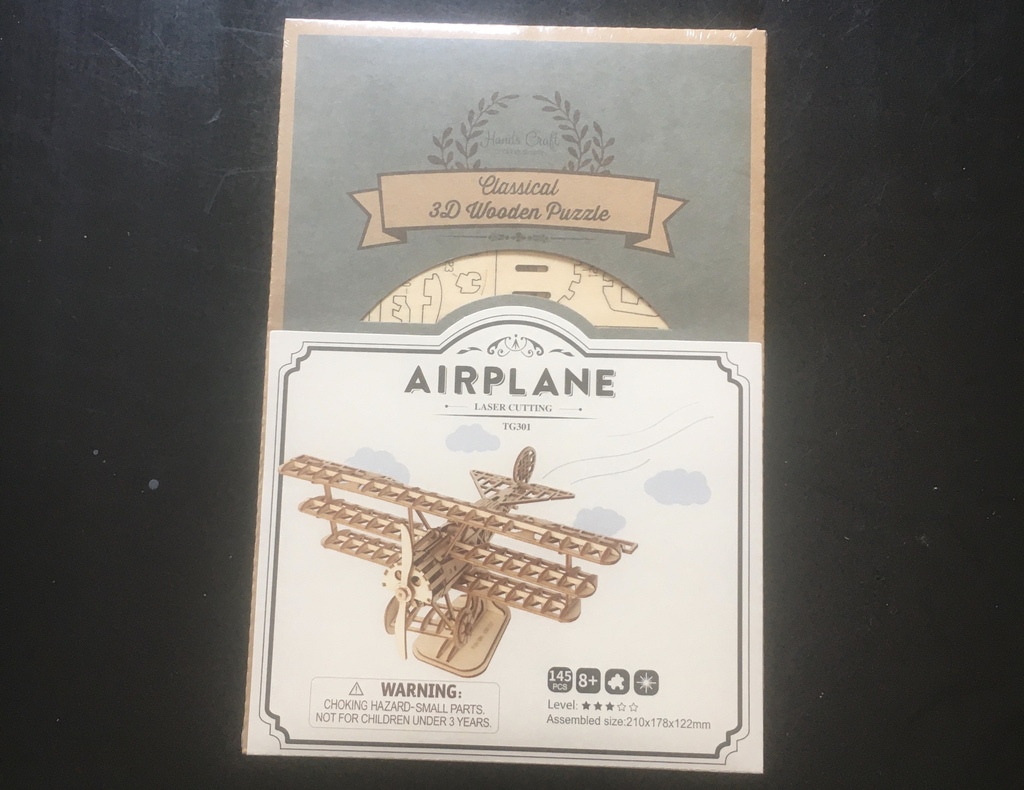 Hands Craft
Classical
3D Wooden Puzzle
AIRPLANE
LASER CUTTING
TG301
145
PCS
8+
WARNING:
CHOKING HAZARD-SMALL PARTS.
NOT FOR CHILDREN UNDER 3 YEARS.
Level: ★★★☆☆
Assembled size:210x178x122mm